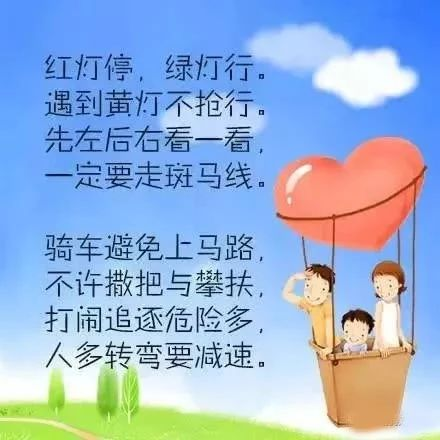 红灯停，绿灯行。
遇到黄灯不抢行。
先左后右看一看，
一定要走斑马线。
骑车避免上马路，
不许撒把与攀扶，
打闹追逐危险多，
人多转弯要减速。